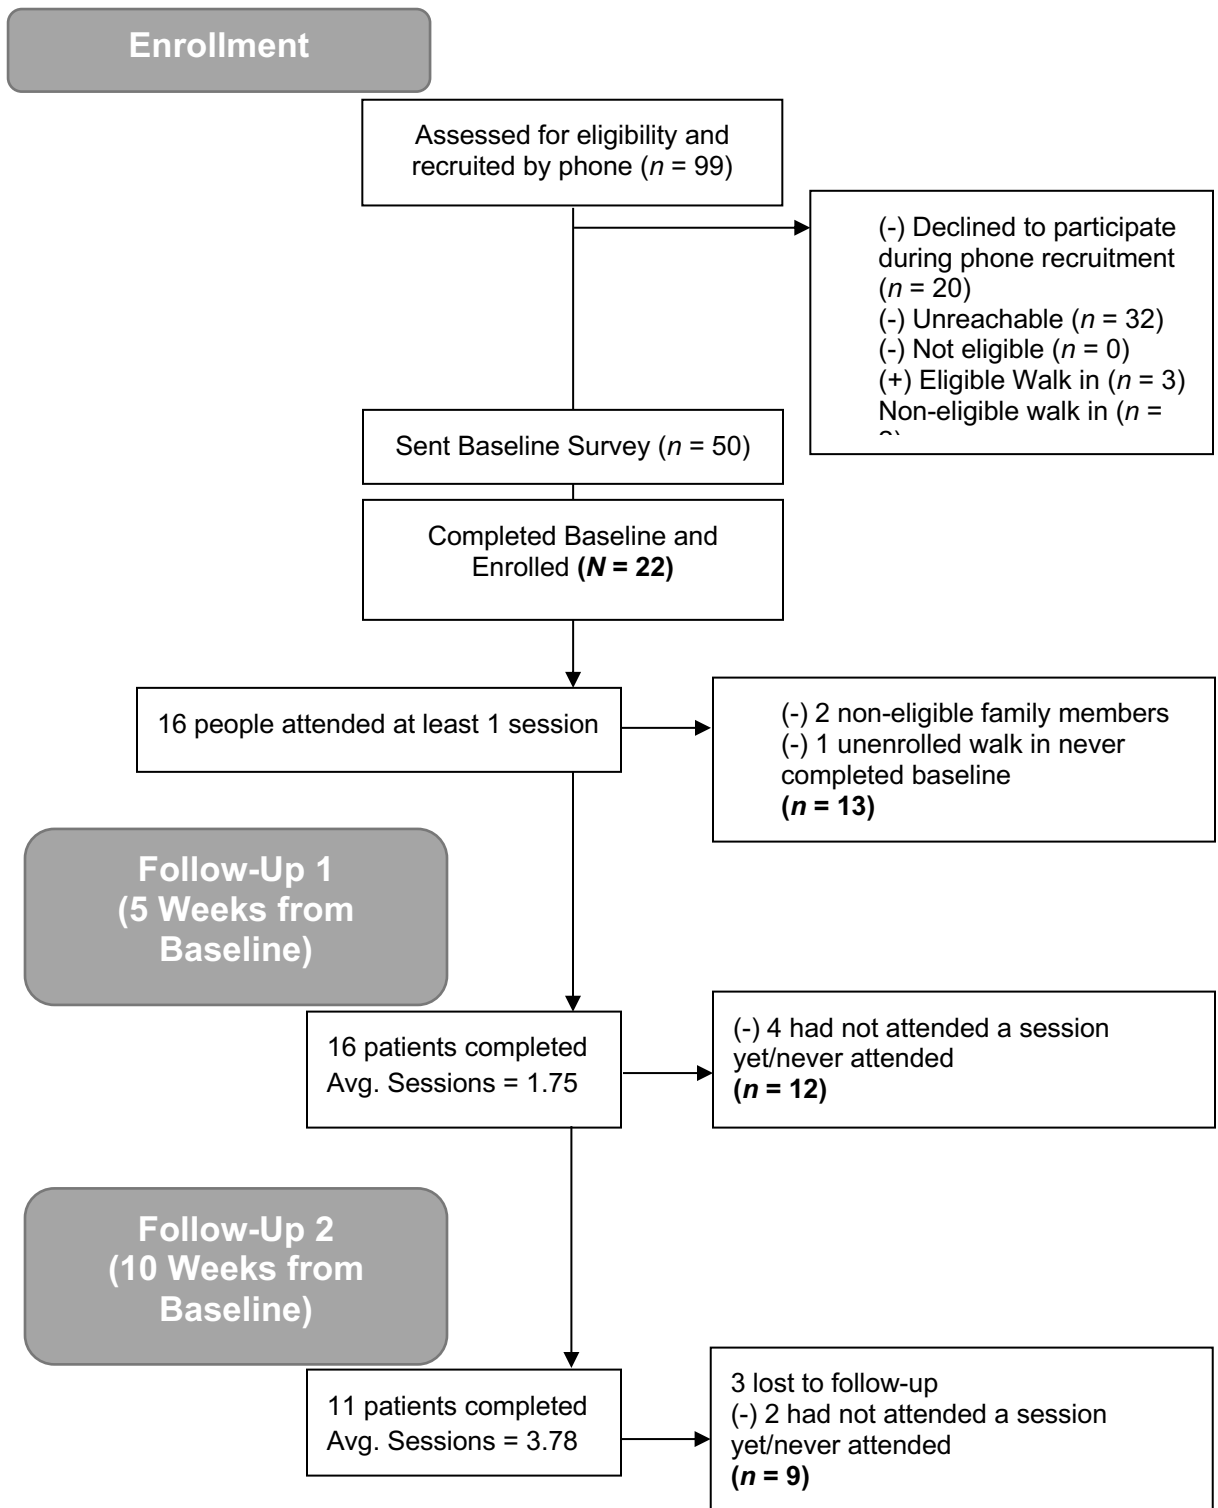 Enrollment
Assessed for eligibility and
recruited by phone (n = 99)
(-) Declined to participate
during phone recruitment
(n = 20)
(-) Unreachable (n = 32)
(-) Not eligible (n = 0)
(+) Eligible Walk in (n = 3)
Non-eligible walk in (n =
Sent Baseline Survey (n = 50)
Completed Baseline and
Enrolled (N = 22)
16 people attended at least 1 session
(-) 2 non-eligible family members
(-) 1 unenrolled walk in never
completed baseline
(n = 13)
Follow-Up 1
(5 Weeks from
Baseline)
16 patients completed
Avg. Sessions = 1.75
(-) 4 had not attended a session
yet/never attended
(n = 12)
Follow-Up 2
(10 Weeks from
Baseline)
11 patients completed
Avg. Sessions = 3.78
3 lost to follow-up
(-) 2 had not attended a session
yet/never attended
(n = 9)